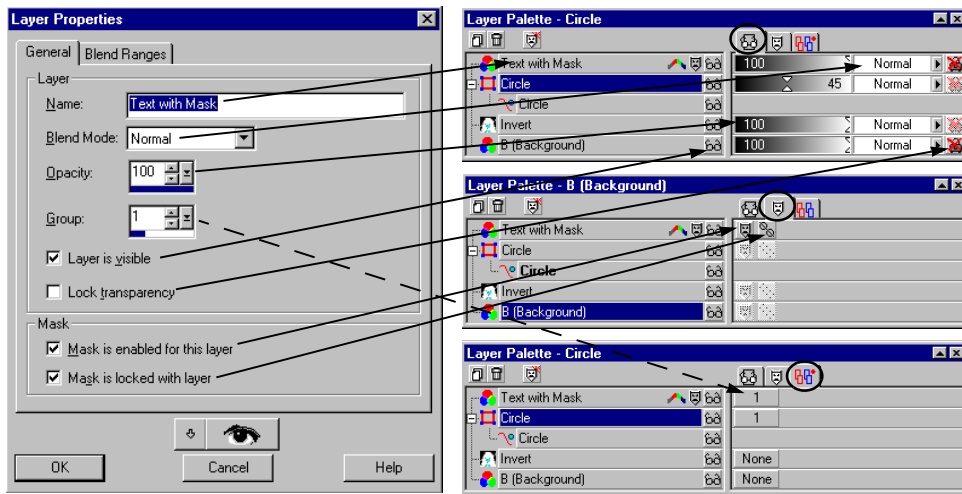 Layer Properties
General
Blend Ranges
Layer
Name:
Text with Mask
Blend Mode:
Normal
Opacity:
100
Group:
1
Layer is visible
Lock transparency
Mask
Mask is enabled for this layer
Mask is locked with layer
OK
Cancel
Help
Layer Palette - Circle
Text with Mask
100
Normal
Circle
45
Normal
Circle
Invert
100
Normal
B (Background)
100
Normal
Layer Palette - B (Background)
Text with Mask
Circle
Circle
Invert
B (Background)
Layer Palette - Circle
Text with Mask
1
Circle
1
Circle
Invert
None
B (Background)
None